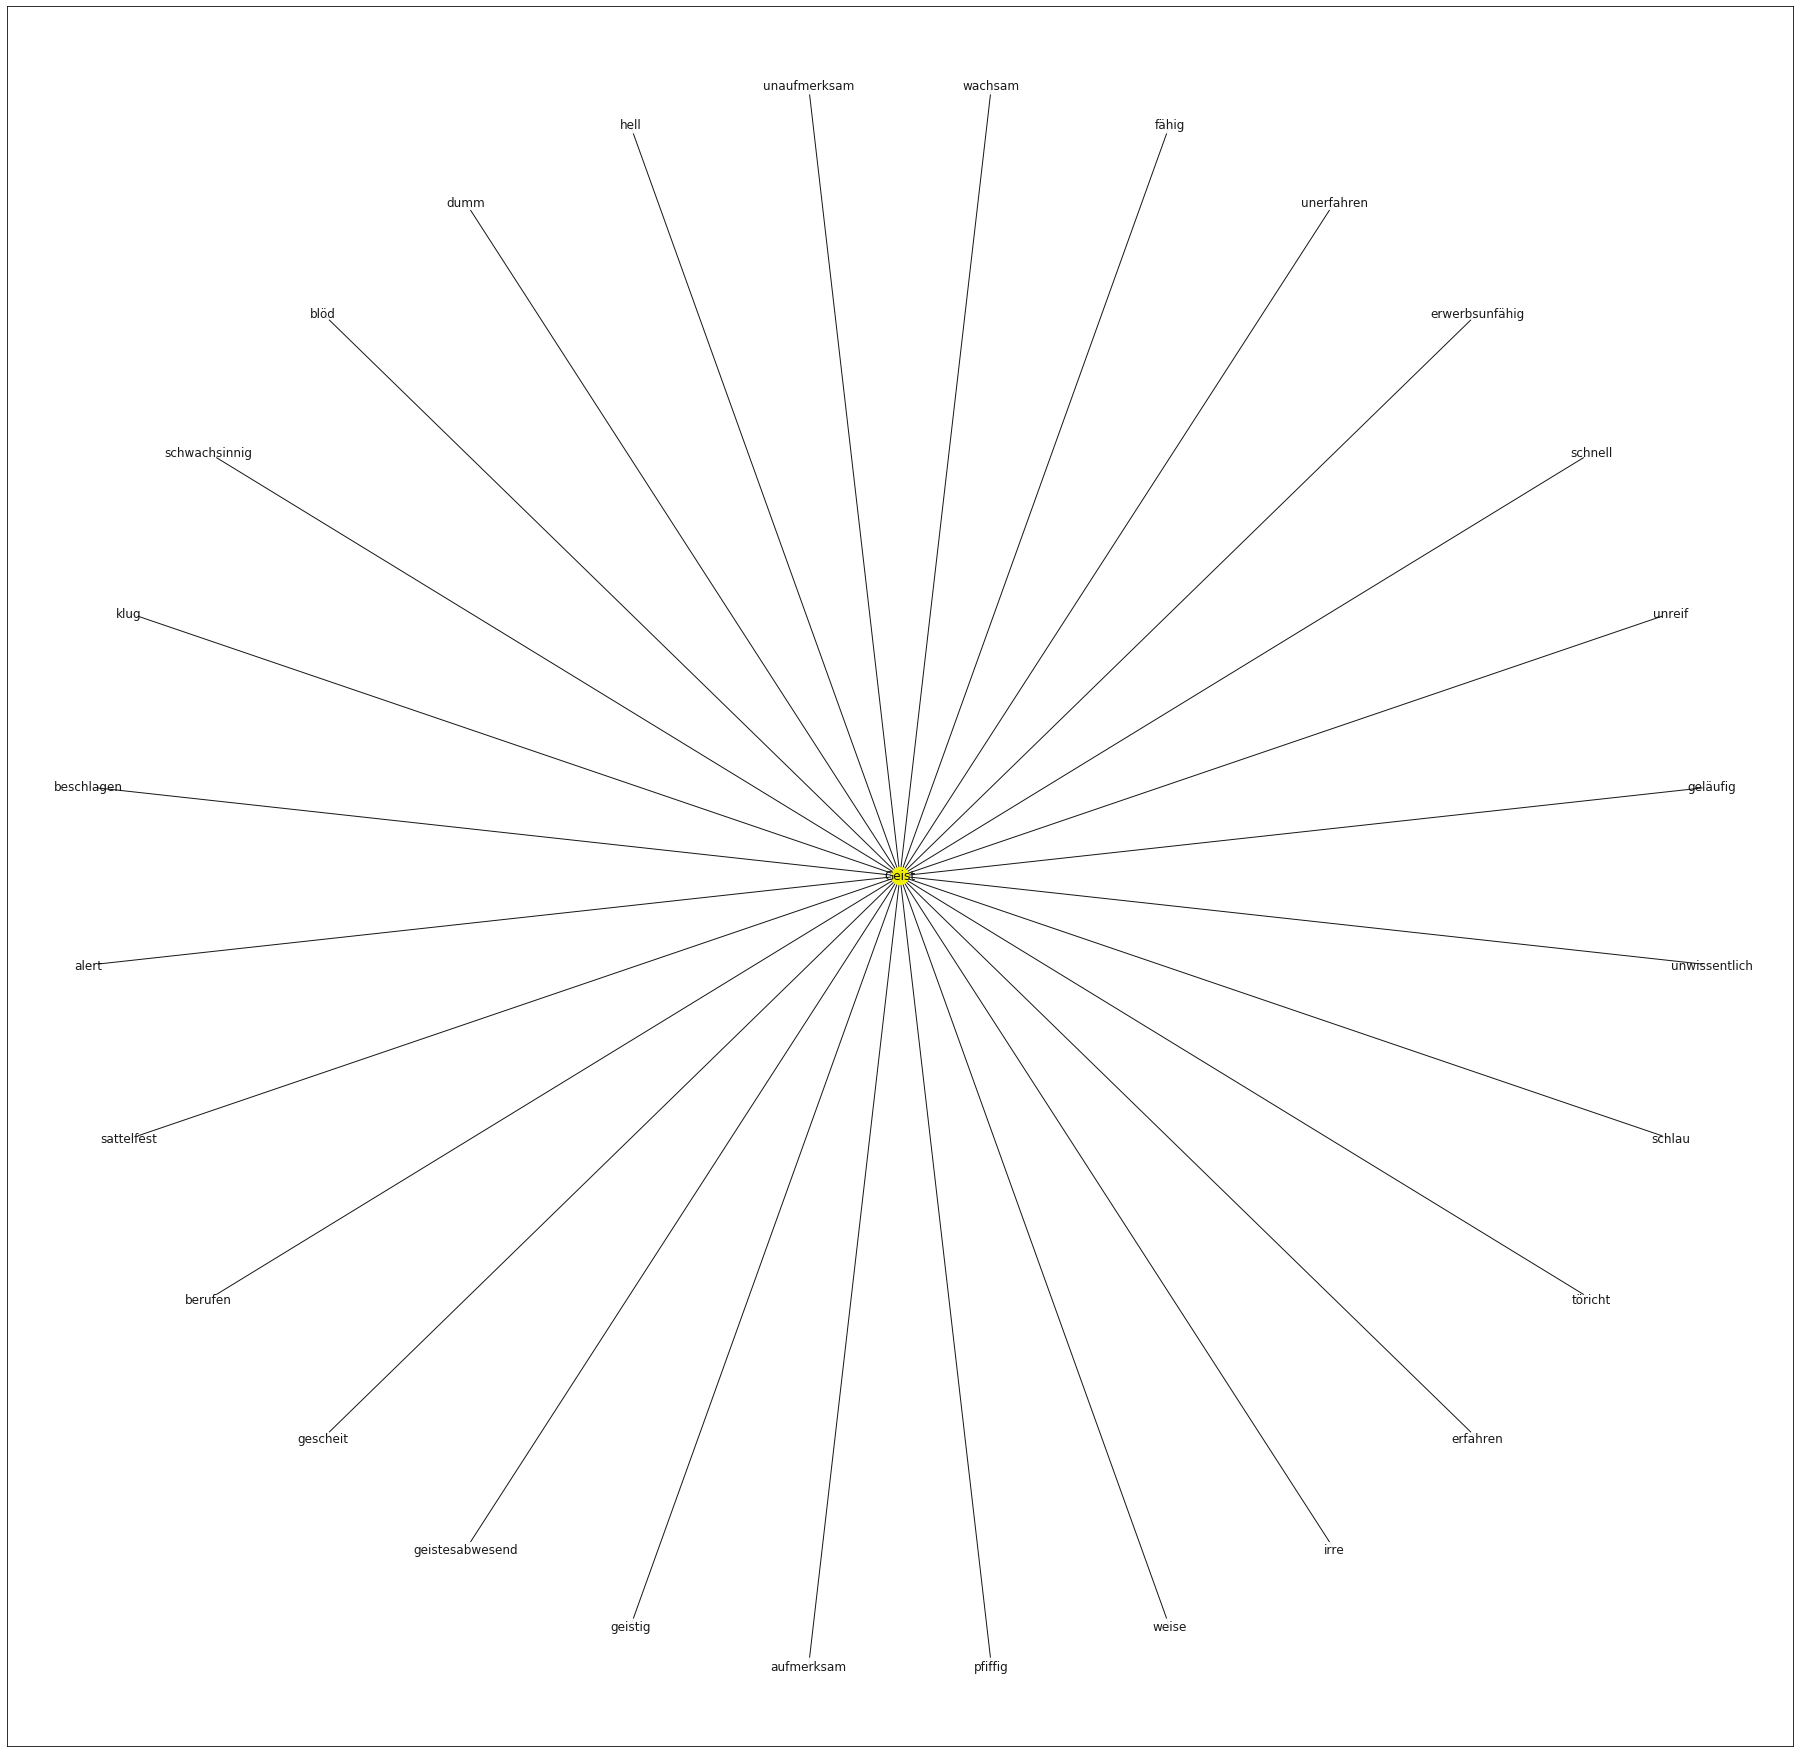 unaufmerksam
wachsam
hell
fähig
dumm
unerfahren
blöd
erwerbsunfähig
schwachsinnig
schnell
klug
unreif
beschlagen
geläufig
Geist
alert
unwissentlich
sattelfest
schlau
berufen
töricht
gescheit
erfahren
geistesabwesend
irre
geistig
weise
aufmerksam
pfiffig